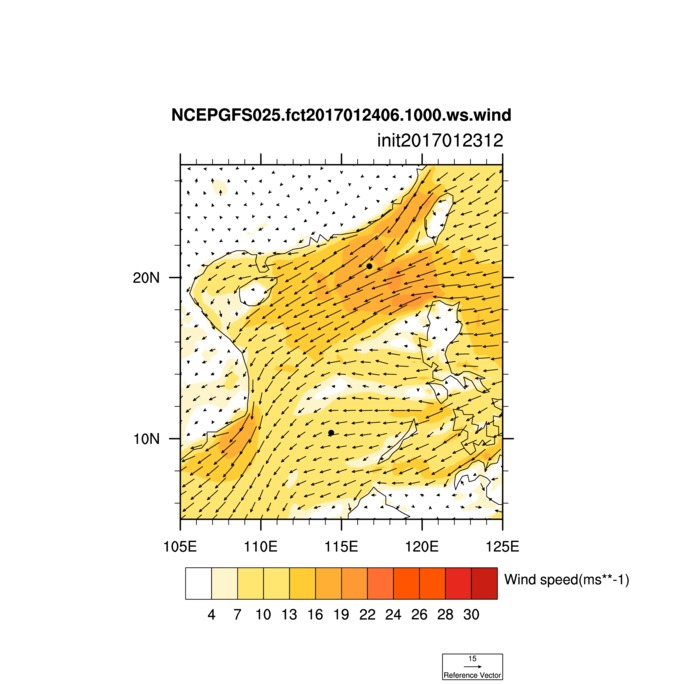 NCEPGFS025.fct2017012406.1000.ws.wind
init2017012312
20N
10N
105E 110E 115E 120E 125E
4 7 10 13 16 19 22 24 26 28 30
Wind speed(ms**-1)
15
Reference Vector